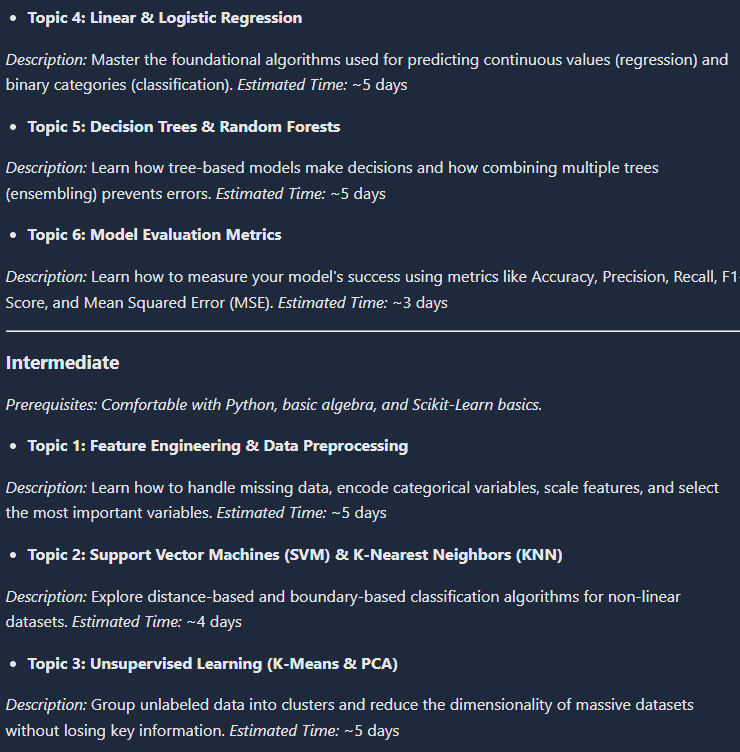 • Topic 4: Linear & Logistic Regression
Description: Master the foundational algorithms used for predicting continuous values (regression) and
binary categories (classification). Estimated Time: ~5 days
• Topic 5: Decision Trees & Random Forests
Description: Learn how tree-based models make decisions and how combining multiple trees
(ensembling) prevents errors. Estimated Time: ~5 days
• Topic 6: Model Evaluation Metrics
Description: Learn how to measure your model's success using metrics like Accuracy, Precision, Recall, F1-
Score, and Mean Squared Error (MSE). Estimated Time: ~3 days
Intermediate
Prerequisites: Comfortable with Python, basic algebra, and Scikit-Learn basics.
• Topic 1: Feature Engineering & Data Preprocessing
Description: Learn how to handle missing data, encode categorical variables, scale features, and select
the most important variables. Estimated Time: ~5 days
• Topic 2: Support Vector Machines (SVM) & K-Nearest Neighbors (KNN)
Description: Explore distance-based and boundary-based classification algorithms for non-linear
datasets. Estimated Time: ~4 days
• Topic 3: Unsupervised Learning (K-Means & PCA)
Description: Group unlabeled data into clusters and reduce the dimensionality of massive datasets
without losing key information. Estimated Time: ~5 days